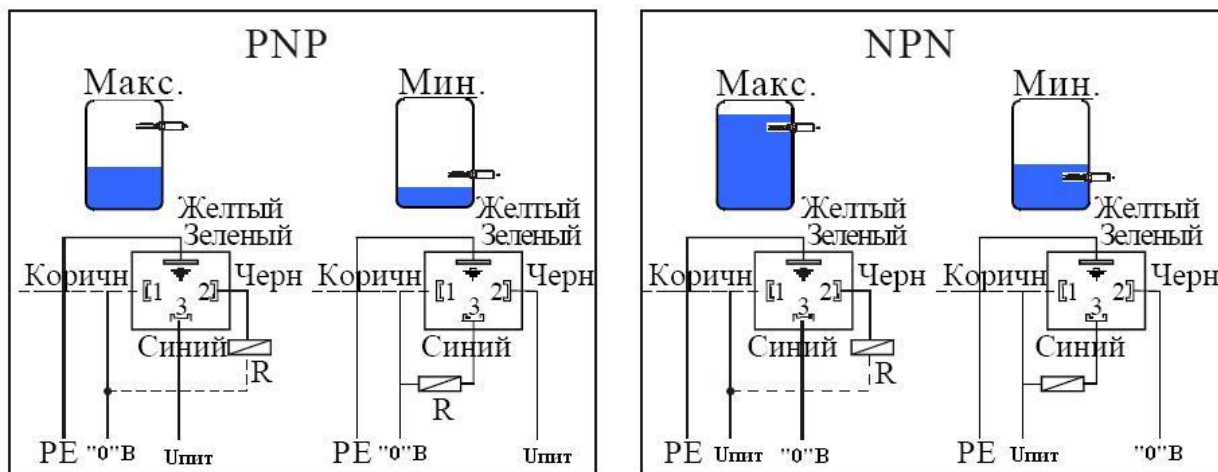 PNP
Макс.
Мин.
Желтый
Зеленый
Желтый
Зеленый
Коричн
1
2
3
Черн
Коричн
1
2
3
Черн
Синий
R
Синий
R
PE "0"В Uпит
PE "0"В Uпит
NPN
Макс.
Мин.
Желтый
Зеленый
Желтый
Зеленый
Коричн
1
2
3
Черн
Коричн
1
2
3
Черн
Синий
R
Синий
PE Uпит "0"В
PE Uпит "0"В